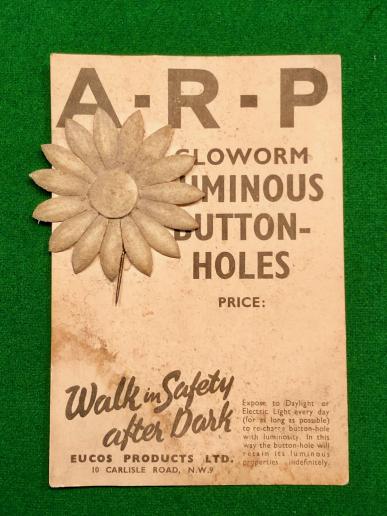 A·R·P
GLOWORM
LUMINOUS
BUTTON-
HOLES
PRICE:
Walk in Safety
after Dark
EUCOS PRODUCTS LTD.
10 CARLISLE ROAD, N.W.9
Expose to Daylight or
Electric Light every day
(for as long as possible)
to re-charge button-hole
with luminosity. In this
way the button-hole will
retain its luminous
properties indefinitely.